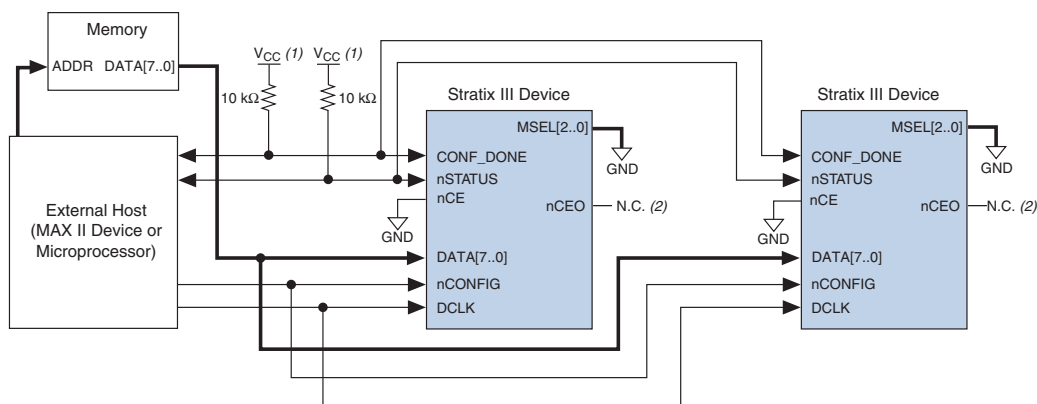 Memory
ADDR DATA[7..0]
VCC (1) VCC (1)
10 kΩ 10 kΩ
External Host
(MAX II Device or
Microprocessor)
Stratix III Device
MSEL[2..0]
GND
CONF_DONE
nSTATUS
nCE
nCEO N.C. (2)
GND
DATA[7..0]
nCONFIG
DCLK
Stratix III Device
MSEL[2..0]
GND
CONF_DONE
nSTATUS
nCE
nCEO N.C. (2)
GND
DATA[7..0]
nCONFIG
DCLK